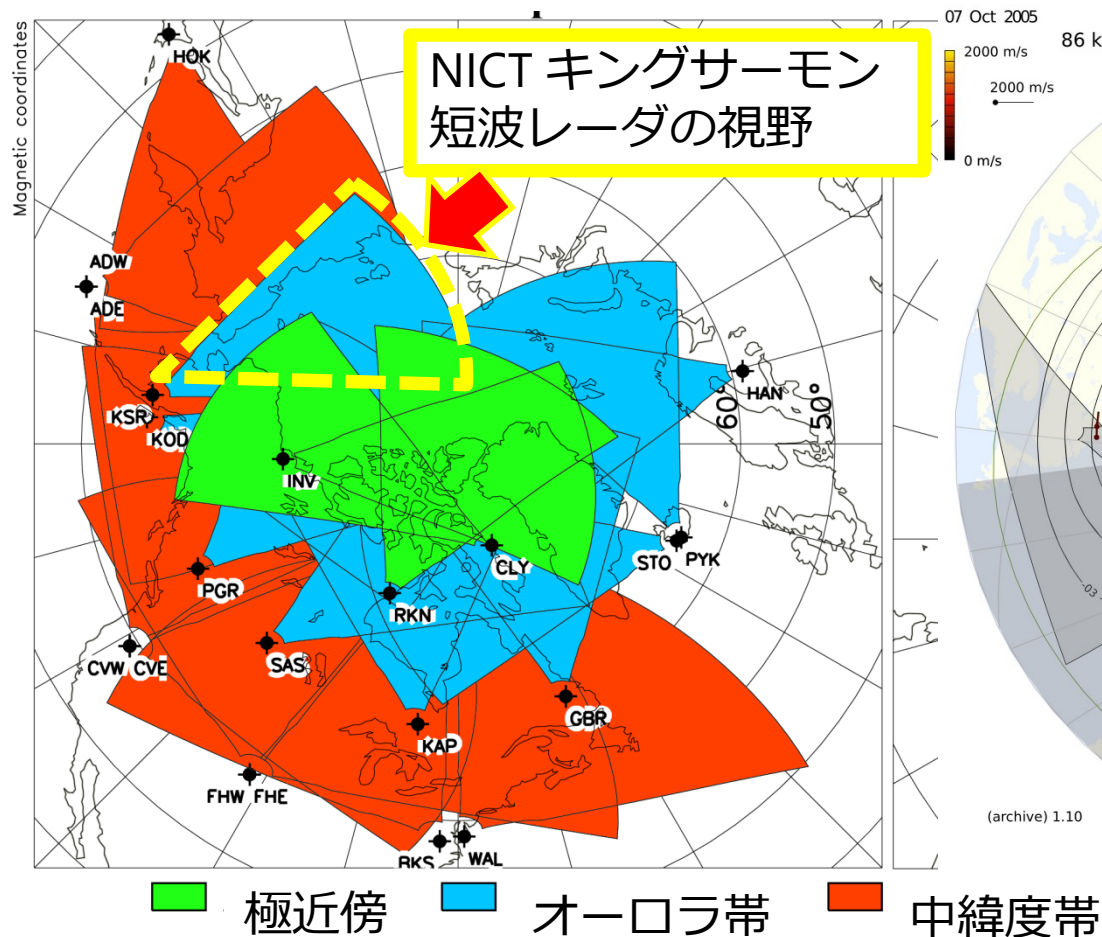 Magnetic coordinates
NICT キングサーモン
短波レーダの視野
07 Oct 2005
86 k
2000 m/s
2000 m/s
0 m/s
HOK
ADW
ADE
KSR
KOD
INV
HAN
60°
50°
PGR
CLY
STO
PYK
RKN
CVW CVE
SAS
GBR
KAP
FHW FHE
BKS
WAL
03
(archive) 1.10
極近傍
オーロラ帯
中緯度帯